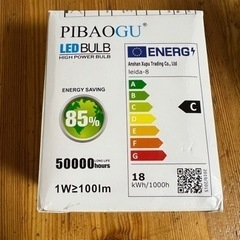 PIBAOGU
LED BULB
HIGH POWER BULB
ENERGY SAVING
85%
50000 hours
1W≥100lm
ENERG
Anshan Xupu Trading Co., Ltd
leida-8
A
B
C
D
E
F
G
C
18
kWh/1000h